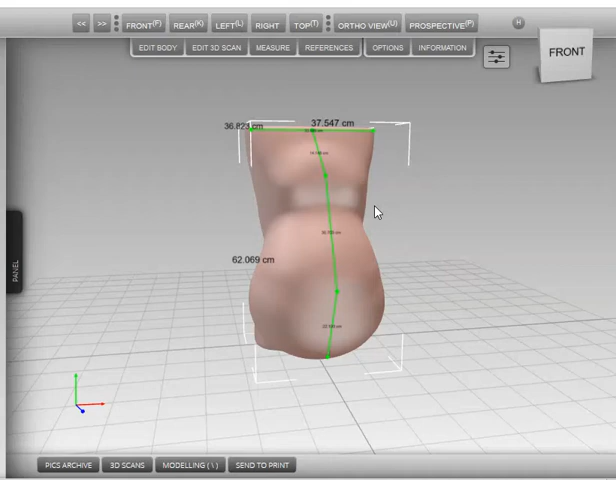 << >> FRONT(F) REAR(K) LEFT(L) RIGHT TOP(T) ORTHO VIEW(U) PROSPECTIVE(P) H
EDIT BODY EDIT 3D SCAN MEASURE REFERENCES OPTIONS INFORMATION
FRONT
36.823 cm 37.547 cm
62.069 cm
PANEL
PICS ARCHIVE 3D SCANS MODELLING ( \ ) SEND TO PRINT